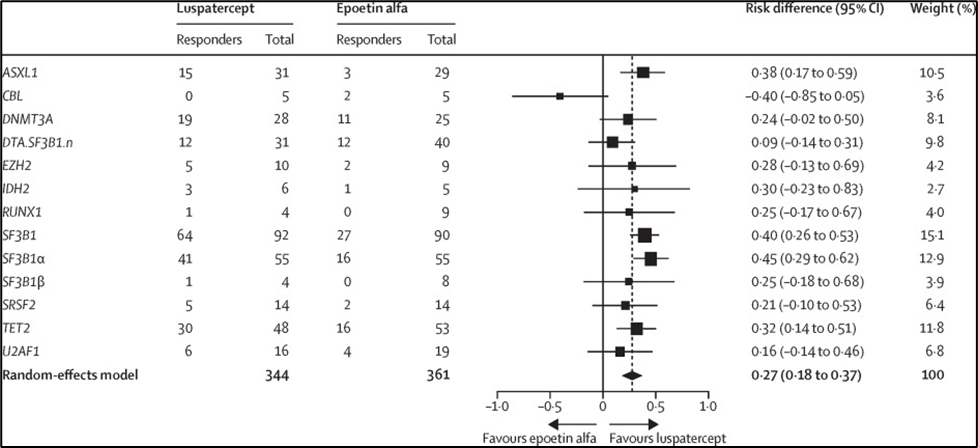 Luspatercept Epoetin alfa Risk difference (95% CI) Weight (%)
Responders Total Responders Total
ASXL1 15 31 3 29 0·38 (0·17 to 0·59) 10·5
CBL 0 5 2 5 −0·40 (−0·85 to 0·05) 3·6
DNMT3A 19 28 11 25 0·24 (−0·02 to 0·50) 8·1
DTA.SF3B1.n 12 31 12 40 0·09 (−0·14 to 0·31) 9·8
EZH2 5 10 2 9 0·28 (−0·13 to 0·69) 4·2
IDH2 3 6 1 5 0·30 (−0·23 to 0·83) 2·7
RUNX1 1 4 0 9 0·25 (−0·17 to 0·67) 4·0
SF3B1 64 92 27 90 0·40 (0·26 to 0·53) 15·1
SF3B1α 41 55 16 55 0·45 (0·29 to 0·62) 12·9
SF3B1β 1 4 0 8 0·25 (−0·18 to 0·68) 3·9
SRSF2 5 14 2 14 0·21 (−0·10 to 0·53) 6·4
TET2 30 48 16 53 0·32 (0·14 to 0·51) 11·8
U2AF1 6 16 4 19 0·16 (−0·14 to 0·46) 6·8
Random-effects model 344 361 0·27 (0·18 to 0·37) 100
−1·0 −0·5 0 0·5 1·0
Favours epoetin alfa Favours luspatercept